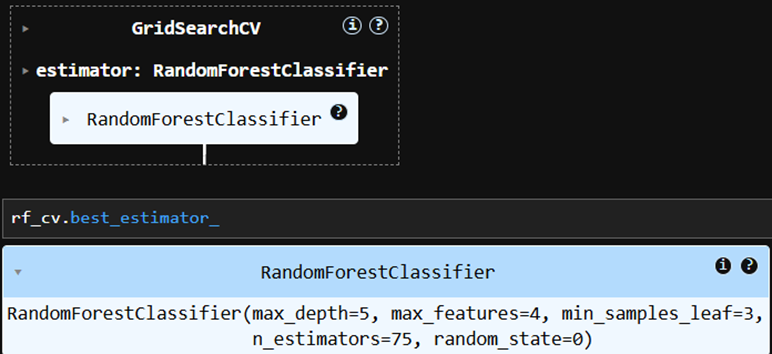 GridSearchCV
estimator: RandomForestClassifier
RandomForestClassifier
rf_cv.best_estimator_
RandomForestClassifier
RandomForestClassifier(max_depth=5, max_features=4, min_samples_leaf=3,
n_estimators=75, random_state=0)